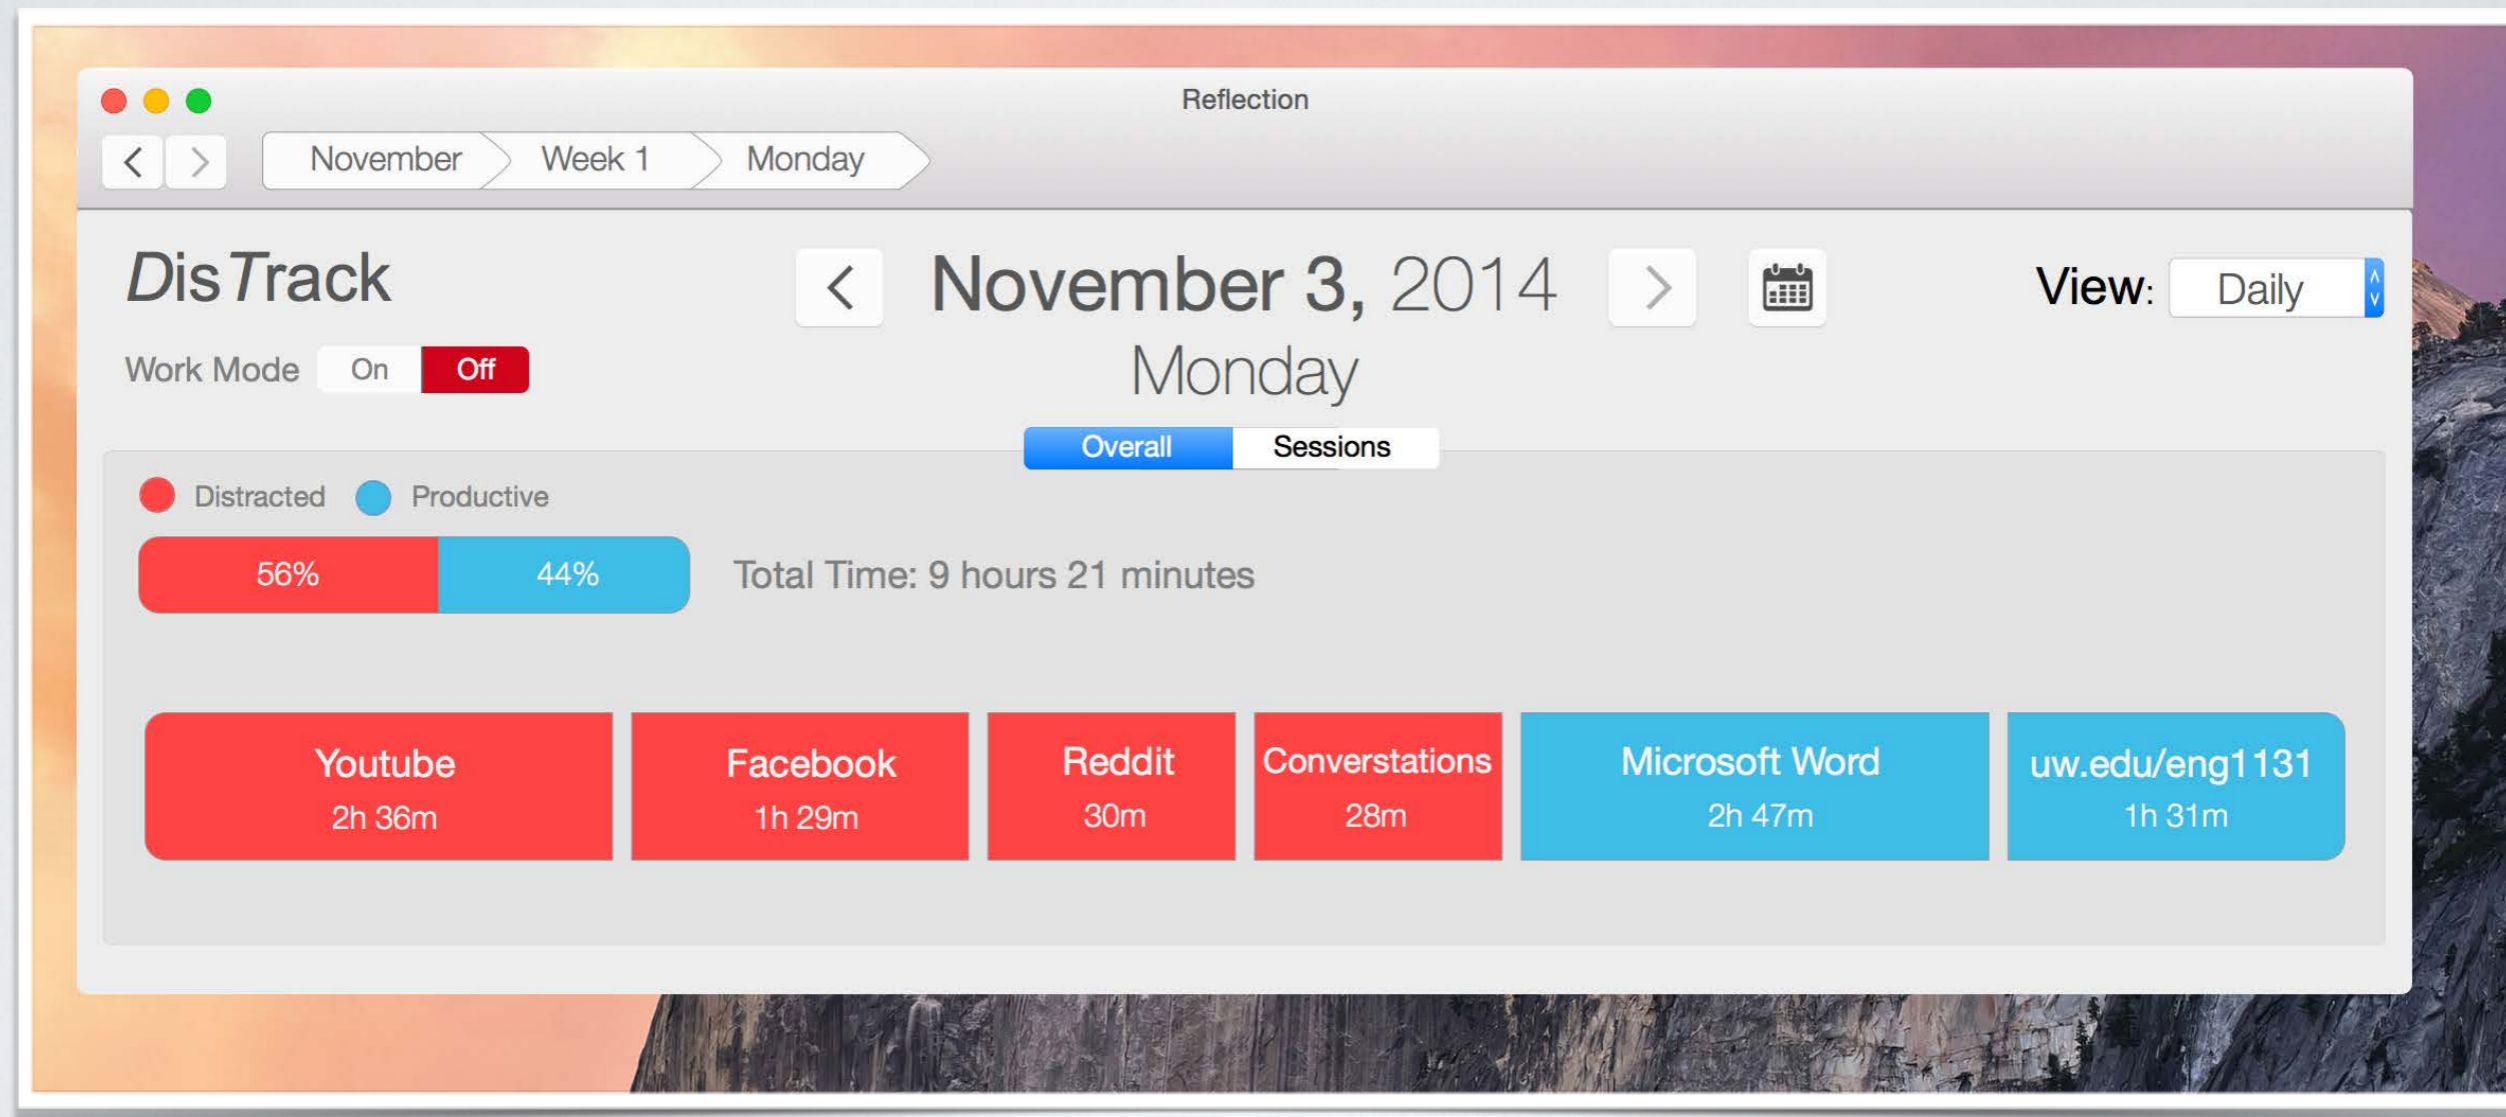 Reflection
November Week 1 Monday
DisTrack
November 3, 2014
View: Daily
Work Mode On Off
Monday
Overall Sessions
Distracted Productive
56% 44% Total Time: 9 hours 21 minutes
Youtube Facebook Reddit Converstations Microsoft Word uw.edu/eng1131
2h 36m 1h 29m 30m 28m 2h 47m 1h 31m